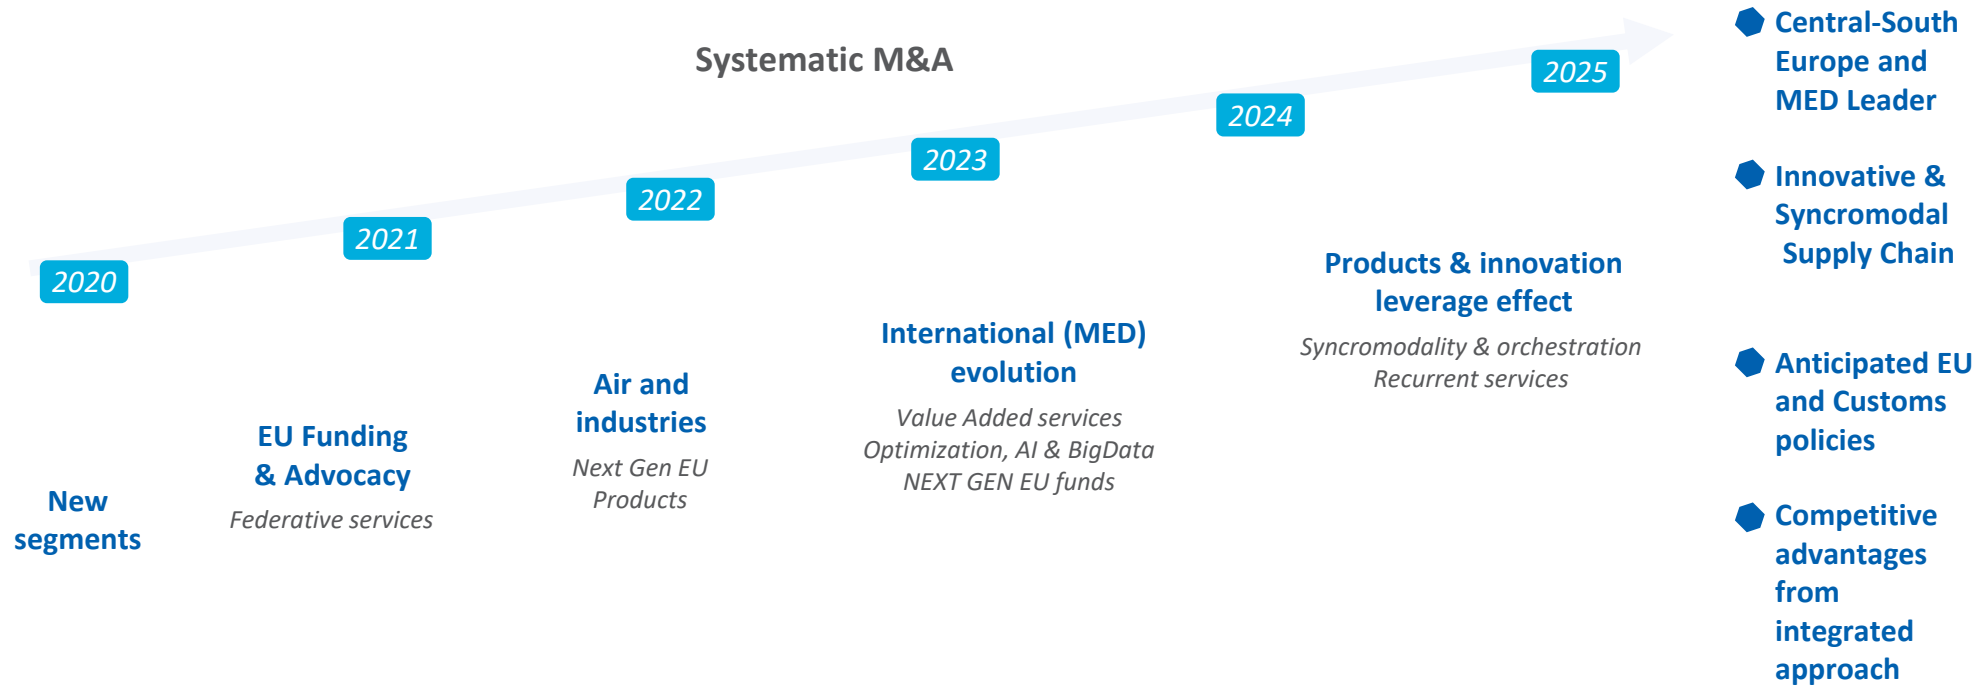 Systematic M&A
2020
2021
2022
2023
2024
2025
New
segments
EU Funding
& Advocacy
Federative services
Air and
industries
Next Gen EU
Products
International (MED)
evolution
Value Added services
Optimization, AI & BigData
NEXT GEN EU funds
Products & innovation
leverage effect
Syncromodality & orchestration
Recurrent services
Central-South
Europe and
MED Leader
Innovative &
Syncromodal
Supply Chain
Anticipated EU
and Customs
policies
Competitive
advantages
from
integrated
approach